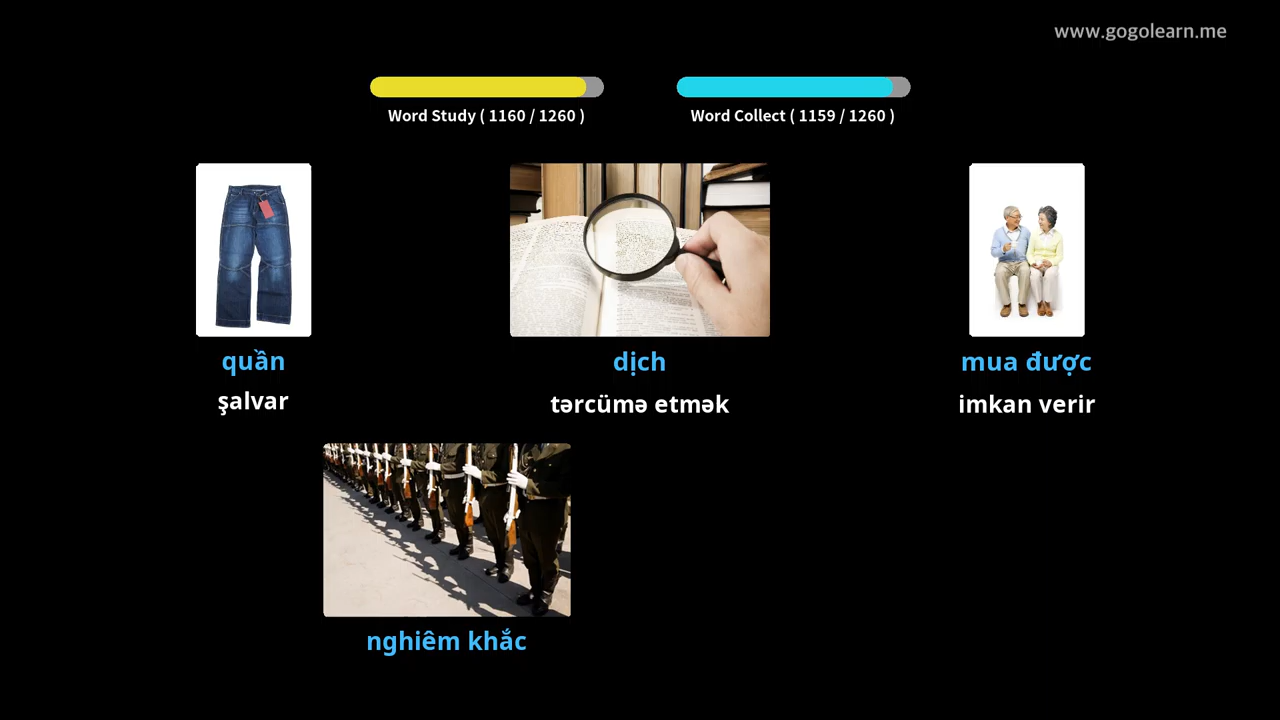 www.gogolearn.me
Word Study ( 1160 / 1260 )
Word Collect ( 1159 / 1260 )
quần
dịch
mua được
şalvar
tərcümə etmək
imkan verir
nghiêm khắc